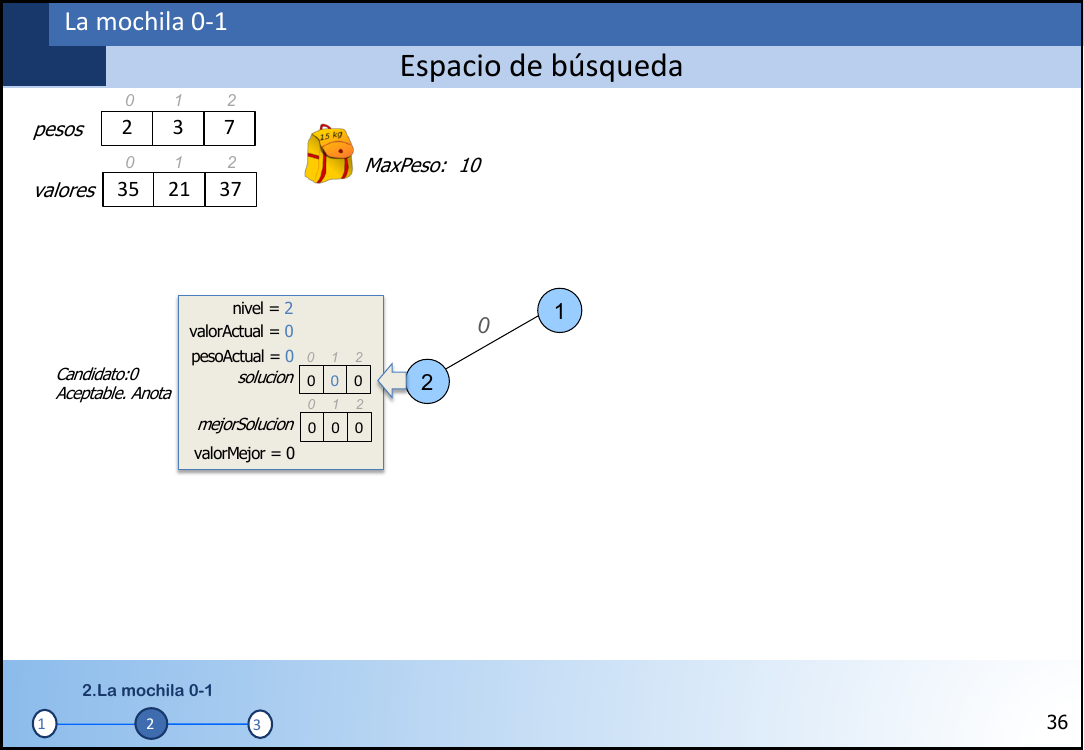 La mochila 0-1
Espacio de búsqueda
0 1 2
pesos 2 3 7
0 1 2
valores 35 21 37
15 kg
MaxPeso: 10
1
0
2
nivel = 2
valorActual = 0
pesoActual = 0
0 1 2
solucion 0 0 0
0 1 2
mejorSolucion 0 0 0
valorMejor = 0
Candidato:0
Aceptable. Anota
2.La mochila 0-1
1 2 3
36